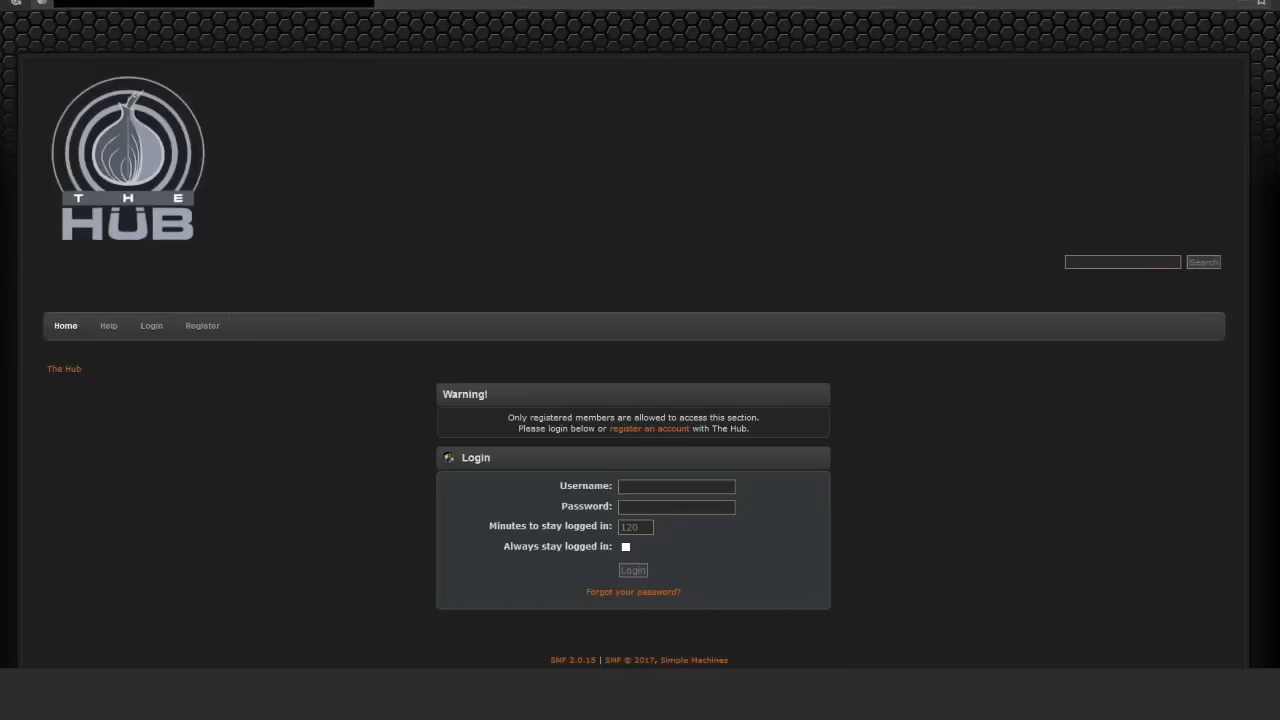 THE
HUB
Search
Home Help Login Register
The Hub
Warning!
Only registered members are allowed to access this section.
Please login below or register an account with The Hub.
Login
Username:
Password:
Minutes to stay logged in: 120
Always stay logged in:
Login
Forgot your password?
SMF 2.0.15 | SMF © 2017, Simple Machines